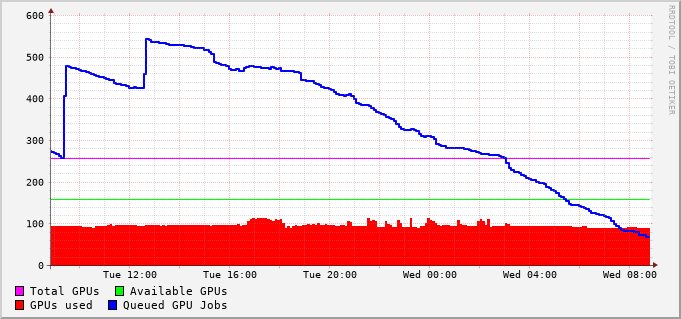 600
500
400
300
200
100
0
Tue 12:00 Tue 16:00 Tue 20:00 Wed 00:00 Wed 04:00 Wed 08:00
Total GPUs Available GPUs
GPUs used Queued GPU Jobs
RRDTOOL / TOBI OETIKER